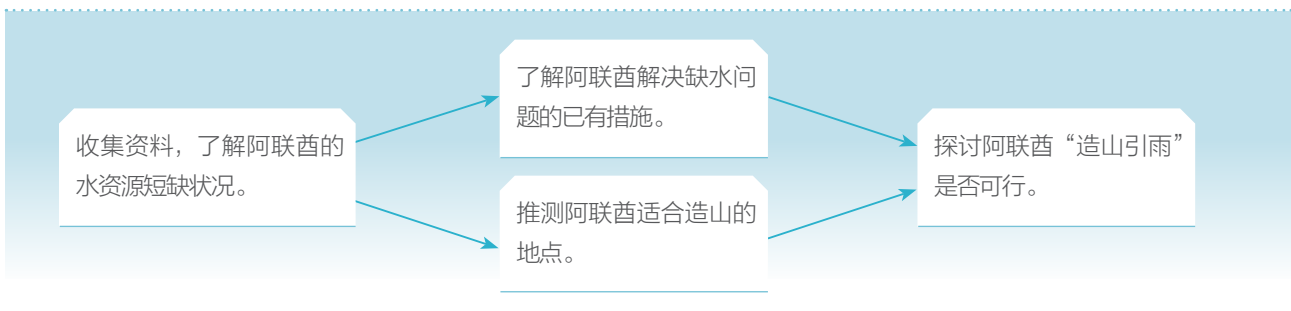 收集资料，了解阿联酋的
水资源短缺状况。
了解阿联酋解决缺水问
题的已有措施。
推测阿联酋适合造山的
地点。
探讨阿联酋“造山引雨”
是否可行。